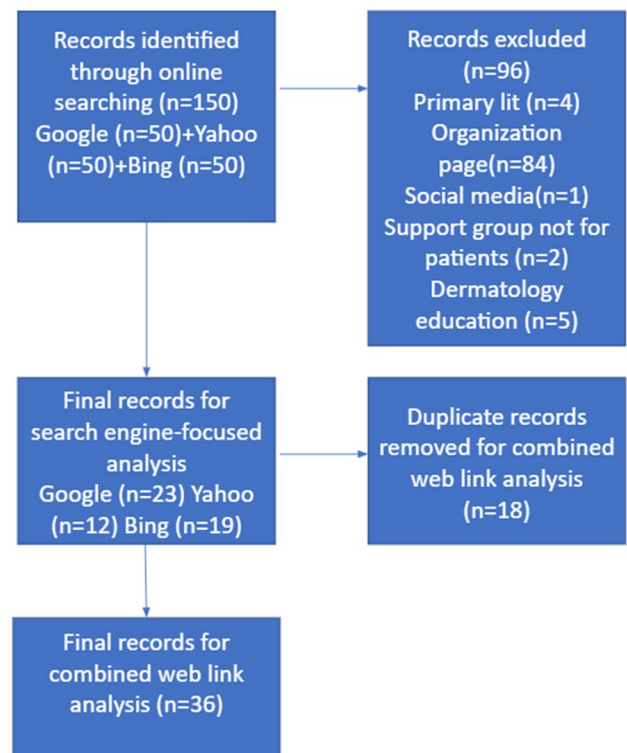 Records identified
through online
searching (n=150)
Google (n=50)+Yahoo
(n=50)+Bing (n=50)
Records excluded
(n=96)
Primary lit (n=4)
Organization
page(n=84)
Social media(n=1)
Support group not for
patients (n=2)
Dermatology
education (n=5)
Final records for
search engine-focused
analysis
Google (n=23) Yahoo
(n=12) Bing (n=19)
Duplicate records
removed for combined
web link analysis
(n=18)
Final records for
combined web link
analysis (n=36)